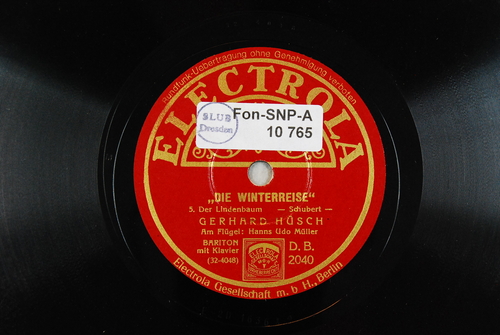 Rundfunk-Uebertragung ohne Genehmigung verboten
ELECTROLA
SLUB
Dresden
Fon-SNP-A
10 765
„DIE WINTERREISE"
5. Der Lindenbaum — Schubert —
GERHARD HÜSCH
Am Flügel: Hanns Udo Müller
BARITON
mit Klavier
(32-4048)
ELECTROLA
D. B.
2040
Electrola Gesellschaft m. b H., Berlin